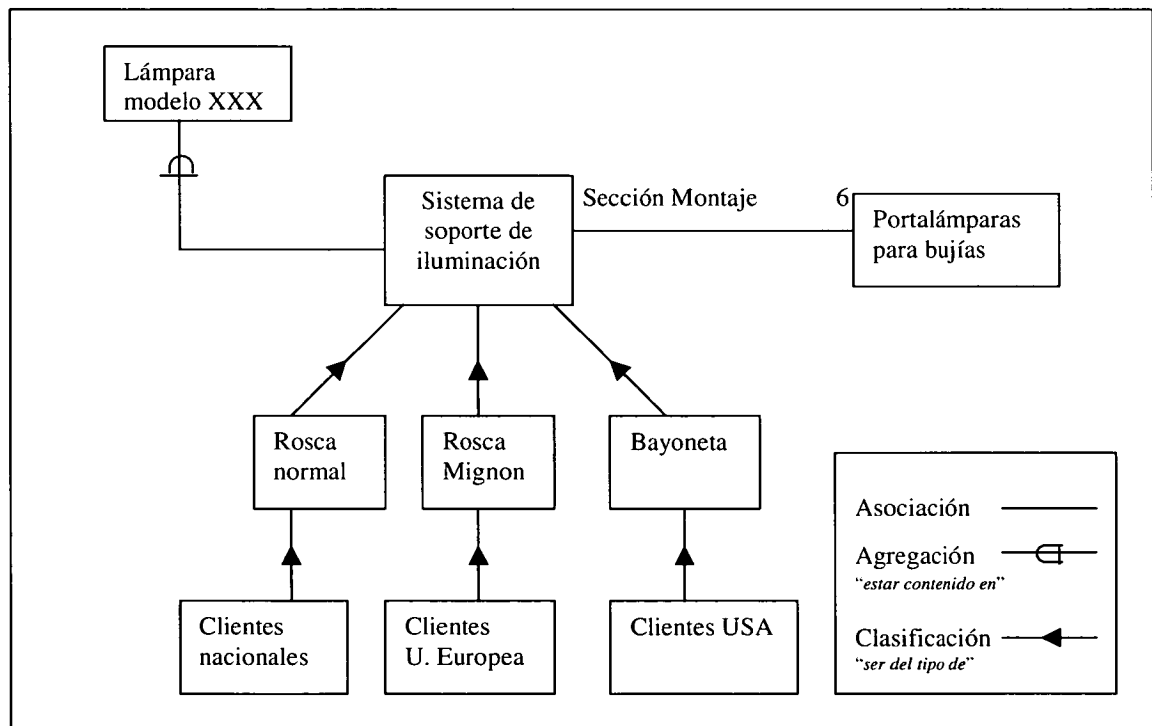 Lámpara
modelo XXX
Sistema de
soporte de
iluminación
Sección Montaje
6
Portalámparas
para bujías
Rosca
normal
Rosca
Mignon
Bayoneta
Clientes
nacionales
Clientes
U. Europea
Clientes USA
Asociación
Agregación
“estar contenido en”
Clasificación
“ser del tipo de”